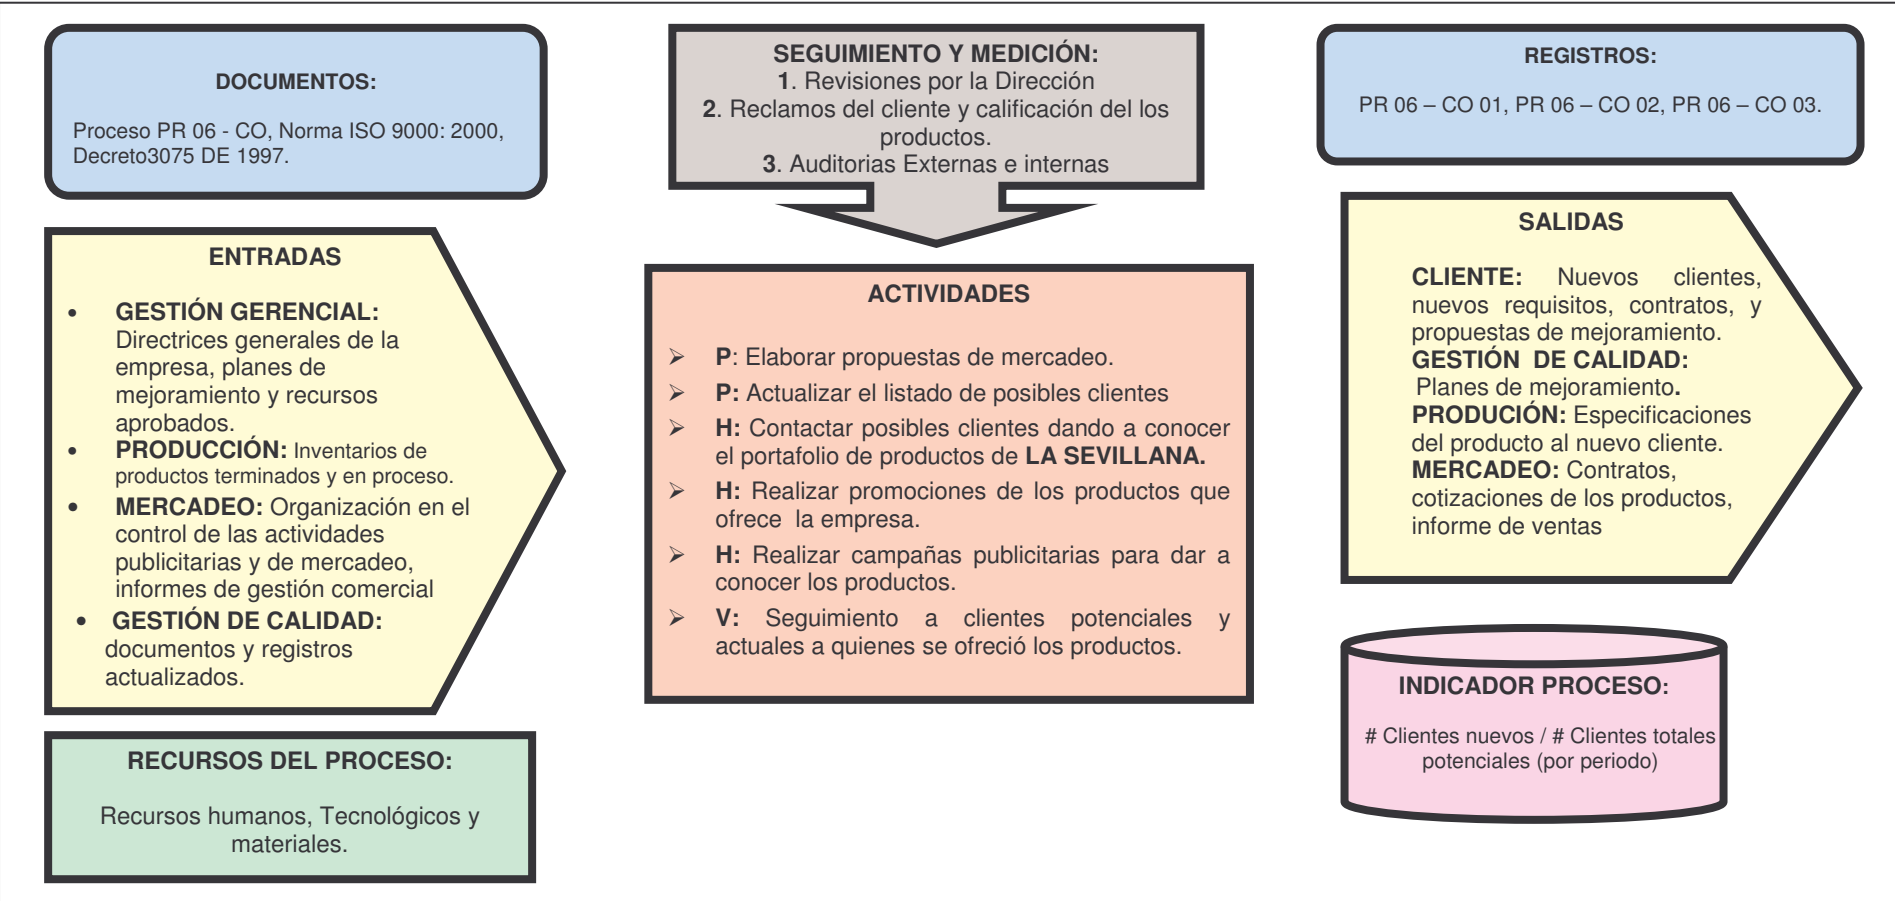 DOCUMENTOS:
Proceso PR 06 - CO, Norma ISO 9000: 2000,
Decreto3075 DE 1997.
SEGUIMIENTO Y MEDICIÓN:
1. Revisiones por la Dirección
2. Reclamos del cliente y calificación del los
productos.
3. Auditorias Externas e internas
REGISTROS:
PR 06 – CO 01, PR 06 – CO 02, PR 06 – CO 03.
ENTRADAS
• GESTIÓN GERENCIAL:
Directrices generales de la
empresa, planes de
mejoramiento y recursos
aprobados.
• PRODUCCIÓN: Inventarios de
productos terminados y en proceso.
• MERCADEO: Organización en el
control de las actividades
publicitarias y de mercadeo,
informes de gestión comercial
• GESTIÓN DE CALIDAD:
documentos y registros
actualizados.
ACTIVIDADES
➢ P: Elaborar propuestas de mercadeo.
➢ P: Actualizar el listado de posibles clientes
➢ H: Contactar posibles clientes dando a conocer
el portafolio de productos de LA SEVILLANA.
➢ H: Realizar promociones de los productos que
ofrece la empresa.
➢ H: Realizar campañas publicitarias para dar a
conocer los productos.
➢ V: Seguimiento a clientes potenciales y
actuales a quienes se ofreció los productos.
SALIDAS
CLIENTE: Nuevos clientes,
nuevos requisitos, contratos, y
propuestas de mejoramiento.
GESTIÓN DE CALIDAD:
Planes de mejoramiento.
PRODUCIÓN: Especificaciones
del producto al nuevo cliente.
MERCADEO: Contratos,
cotizaciones de los productos,
informe de ventas
RECURSOS DEL PROCESO:
Recursos humanos, Tecnológicos y
materiales.
INDICADOR PROCESO:
# Clientes nuevos / # Clientes totales
potenciales (por periodo)